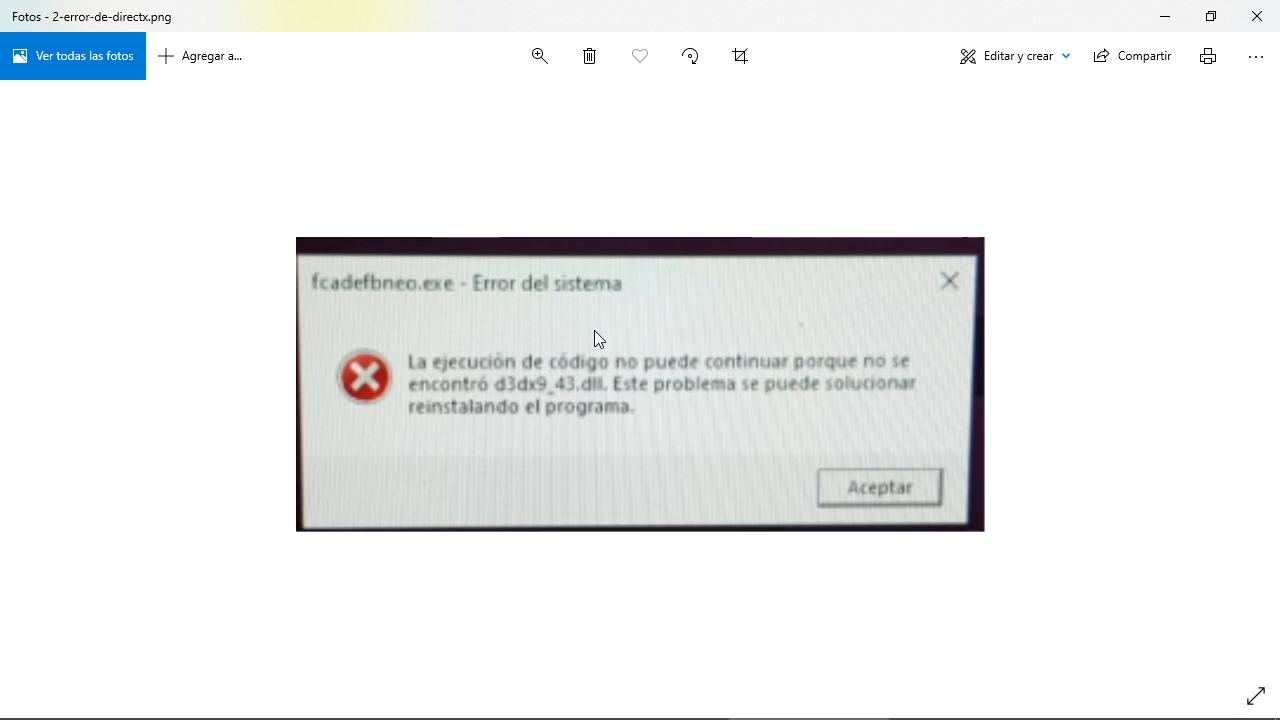 Fotos - 2-error-de-directx.png
Ver todas las fotos
Agregar a...
Editar y crear
Compartir
fcadefbneo.exe - Error del sistema
La ejecución de código no puede continuar porque no se
encontró d3dx9_43.dll. Este problema se puede solucionar
reinstalando el programa.
Aceptar